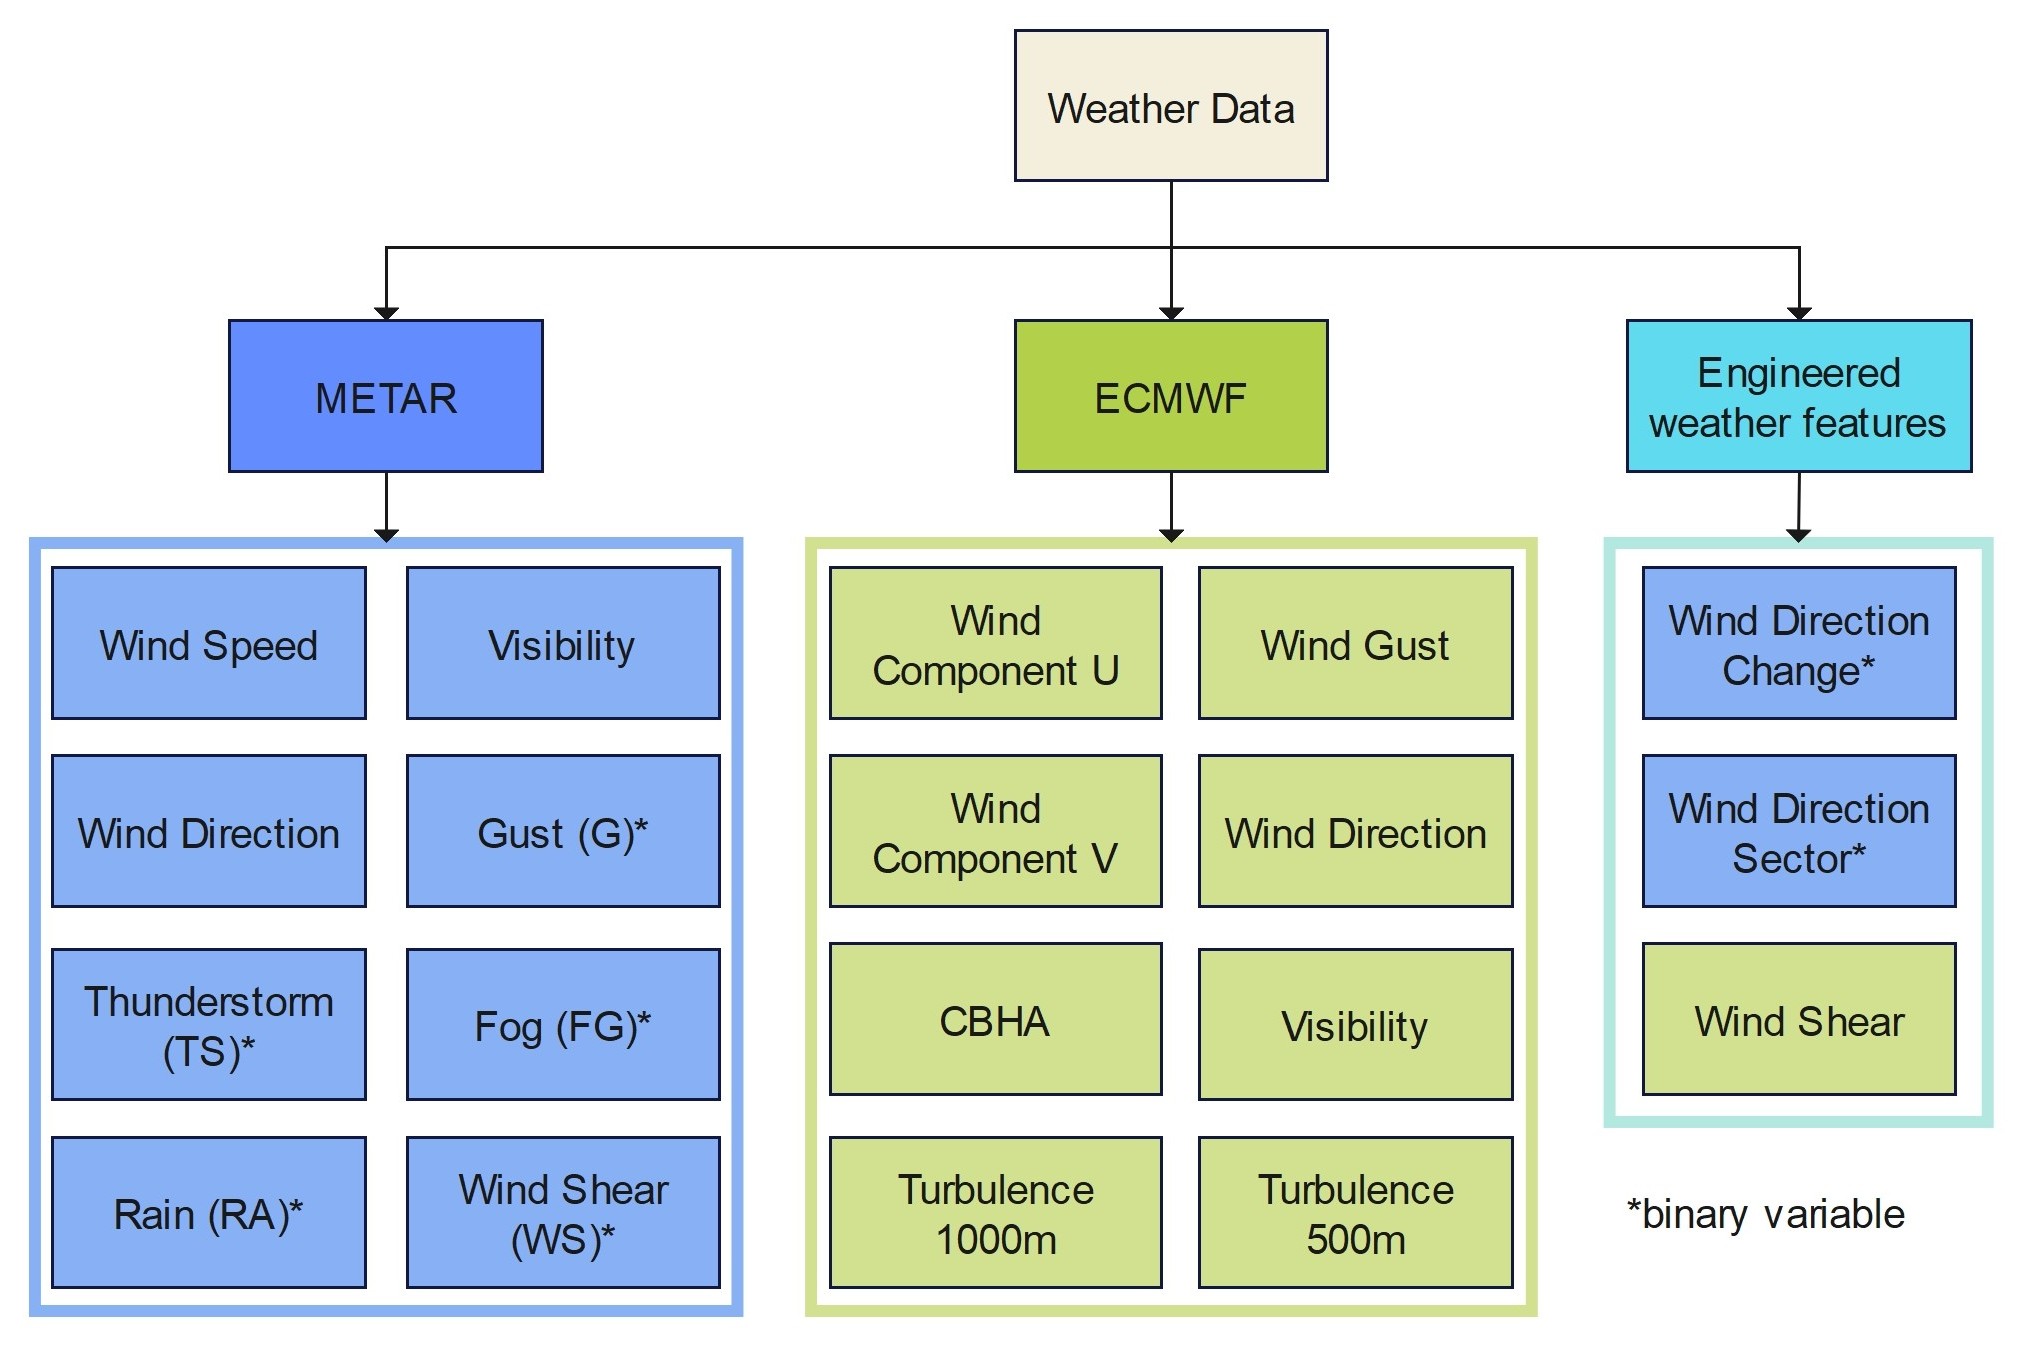 Weather Data
METAR
ECMWF
Engineered
weather features
Wind Speed
Visibility
Wind Direction
Gust (G)*
Thunderstorm
(TS)*
Fog (FG)*
Rain (RA)*
Wind Shear
(WS)*
Wind
Component U
Wind Gust
Wind
Component V
Wind Direction
CBHA
Visibility
Turbulence
1000m
Turbulence
500m
Wind Direction
Change*
Wind Direction
Sector*
Wind Shear
*binary variable